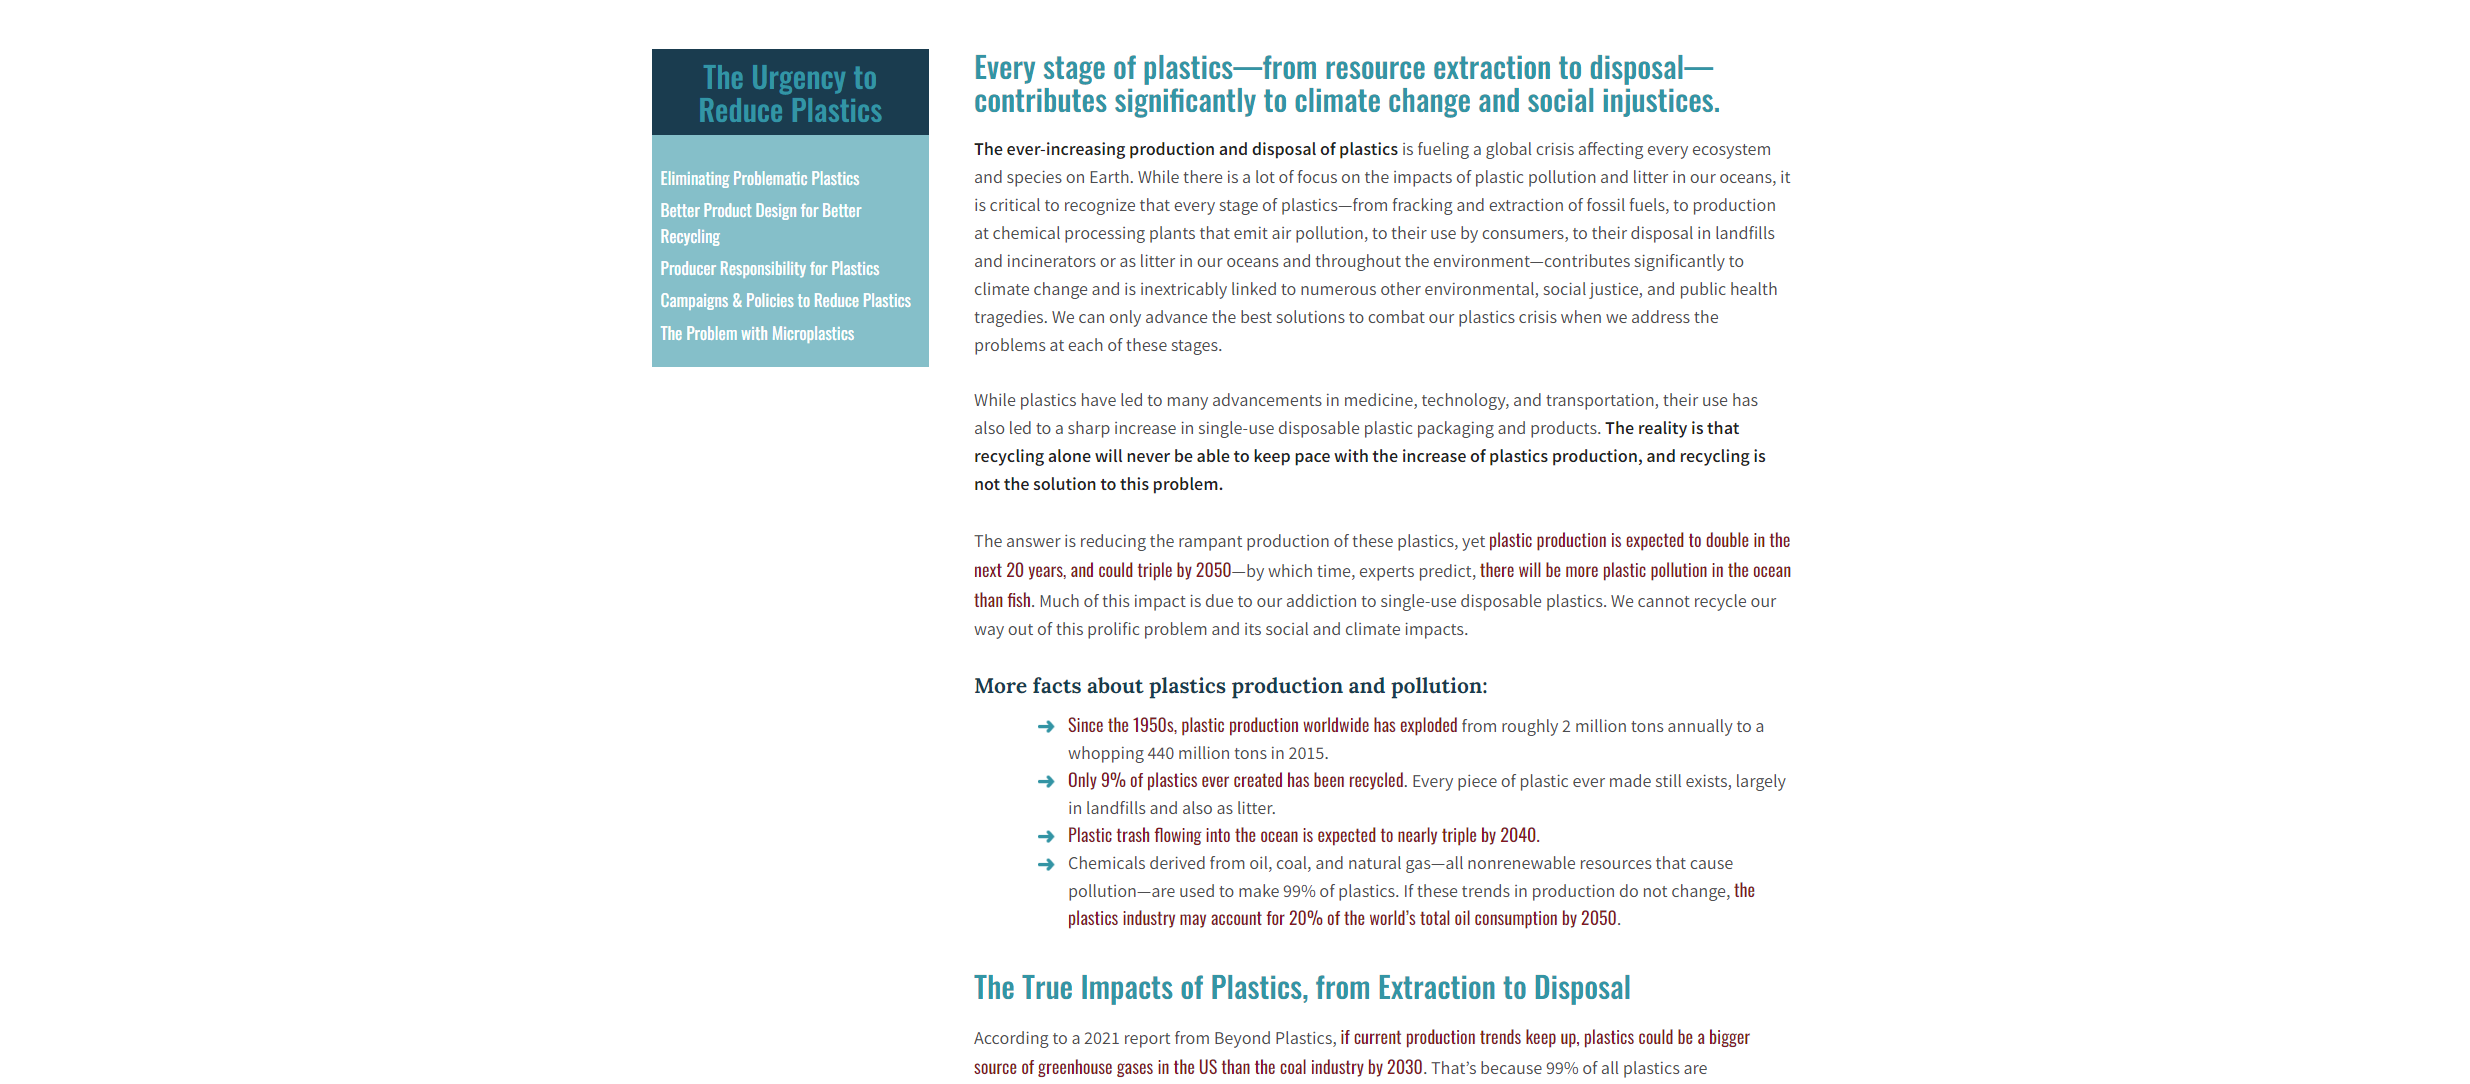 The Urgency to
Reduce Plastics
Eliminating Problematic Plastics
Better Product Design for Better
Recycling
Producer Responsibility for Plastics
Campaigns & Policies to Reduce Plastics
The Problem with Microplastics
Every stage of plastics—from resource extraction to disposal—
contributes significantly to climate change and social injustices.
The ever-increasing production and disposal of plastics is fueling a global crisis affecting every ecosystem
and species on Earth. While there is a lot of focus on the impacts of plastic pollution and litter in our oceans, it
is critical to recognize that every stage of plastics—from fracking and extraction of fossil fuels, to production
at chemical processing plants that emit air pollution, to their use by consumers, to their disposal in landfills
and incinerators or as litter in our oceans and throughout the environment—contributes significantly to
climate change and is inextricably linked to numerous other environmental, social justice, and public health
tragedies. We can only advance the best solutions to combat our plastics crisis when we address the
problems at each of these stages.
While plastics have led to many advancements in medicine, technology, and transportation, their use has
also led to a sharp increase in single-use disposable plastic packaging and products. The reality is that
recycling alone will never be able to keep pace with the increase of plastics production, and recycling is
not the solution to this problem.
The answer is reducing the rampant production of these plastics, yet plastic production is expected to double in the
next 20 years, and could triple by 2050—by which time, experts predict, there will be more plastic pollution in the ocean
than fish. Much of this impact is due to our addiction to single-use disposable plastics. We cannot recycle our
way out of this prolific problem and its social and climate impacts.
More facts about plastics production and pollution:
➔ Since the 1950s, plastic production worldwide has exploded from roughly 2 million tons annually to a
whopping 440 million tons in 2015.
➔ Only 9% of plastics ever created has been recycled. Every piece of plastic ever made still exists, largely
in landfills and also as litter.
➔ Plastic trash flowing into the ocean is expected to nearly triple by 2040.
➔ Chemicals derived from oil, coal, and natural gas—all nonrenewable resources that cause
pollution—are used to make 99% of plastics. If these trends in production do not change, the
plastics industry may account for 20% of the world’s total oil consumption by 2050.
The True Impacts of Plastics, from Extraction to Disposal
According to a 2021 report from Beyond Plastics, if current production trends keep up, plastics could be a bigger
source of greenhouse gases in the US than the coal industry by 2030. That’s because 99% of all plastics are